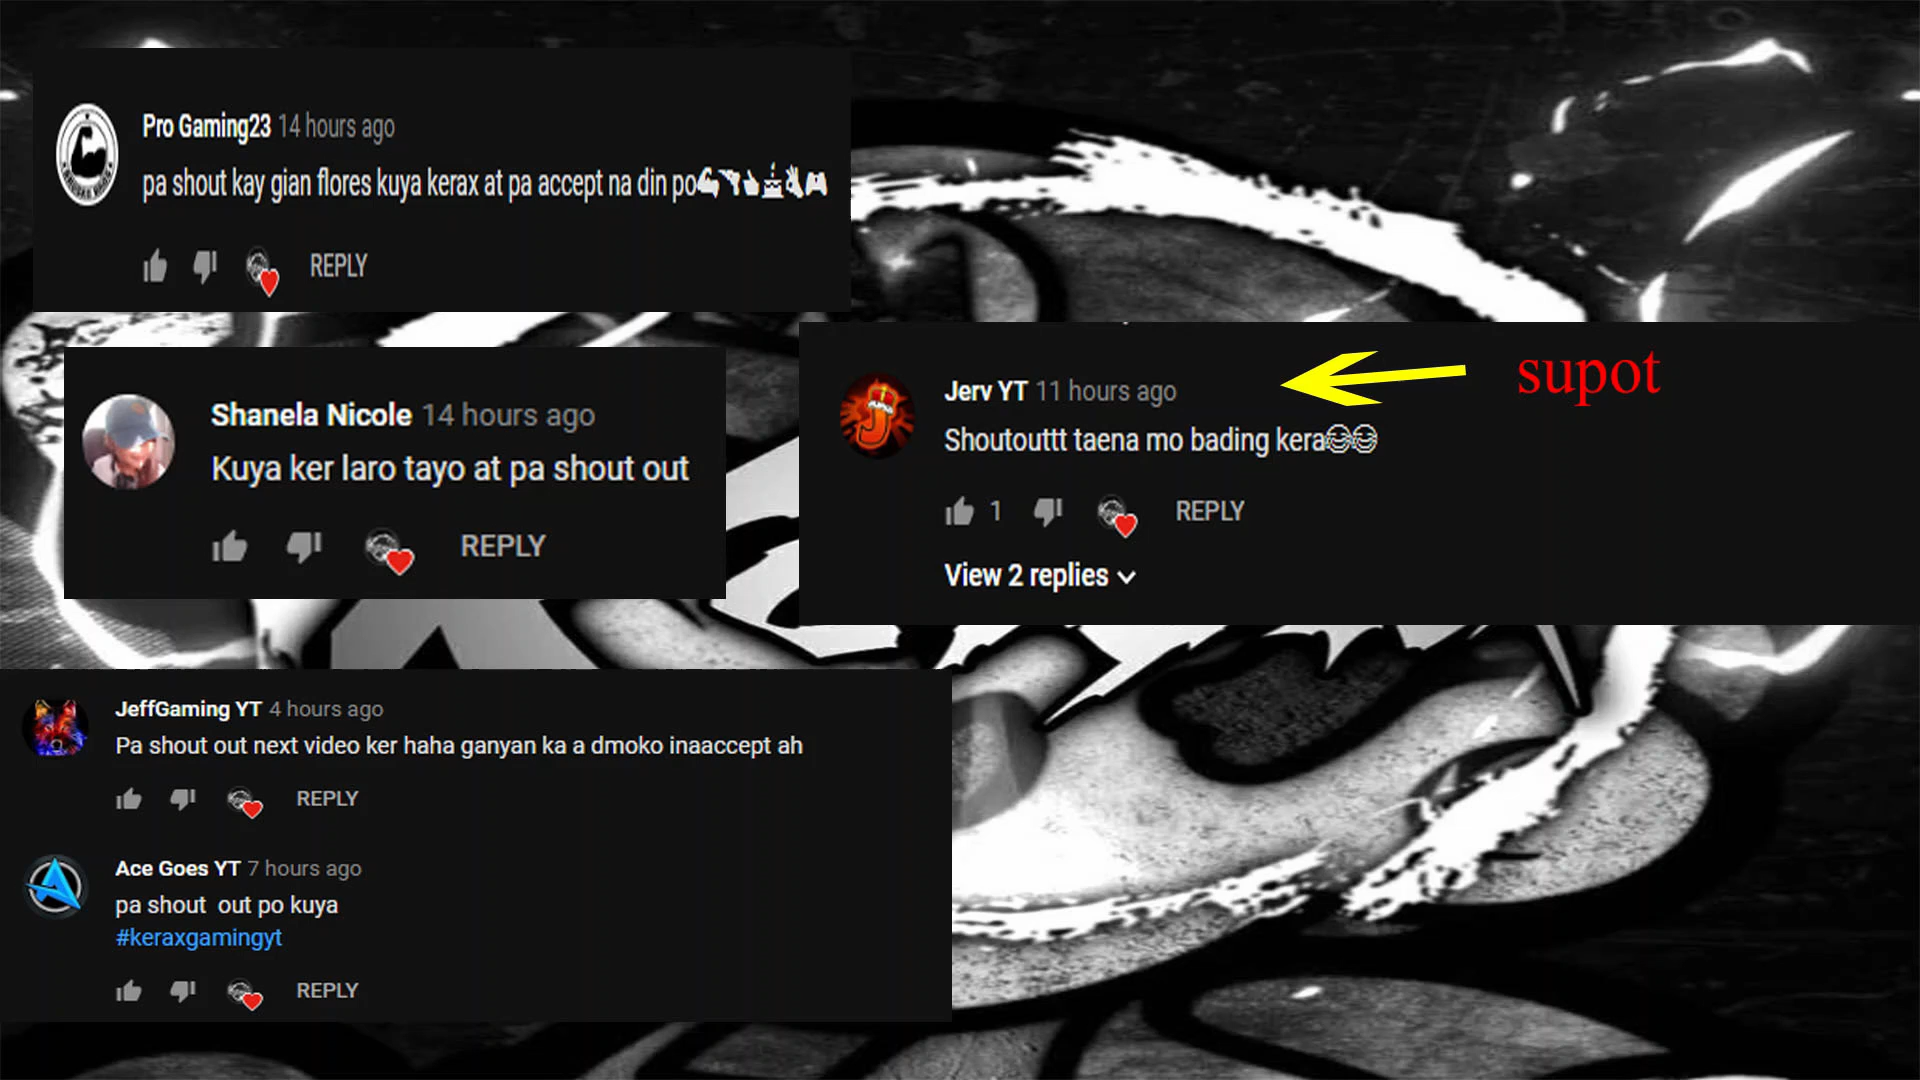 Pro Gaming23 14 hours ago
pa shout kay gian flores kuya kerax at pa accept na din po
REPLY
Shanela Nicole 14 hours ago
Kuya ker laro tayo at pa shout out
REPLY
Jerv YT 11 hours ago
supot
Shoutouttt taena mo bading kera
1 REPLY
View 2 replies
JeffGaming YT 4 hours ago
Pa shout out next video ker haha ganyan ka a dmoko inaaccept ah
REPLY
Ace Goes YT 7 hours ago
pa shout out po kuya
#keraxgamingyt
REPLY